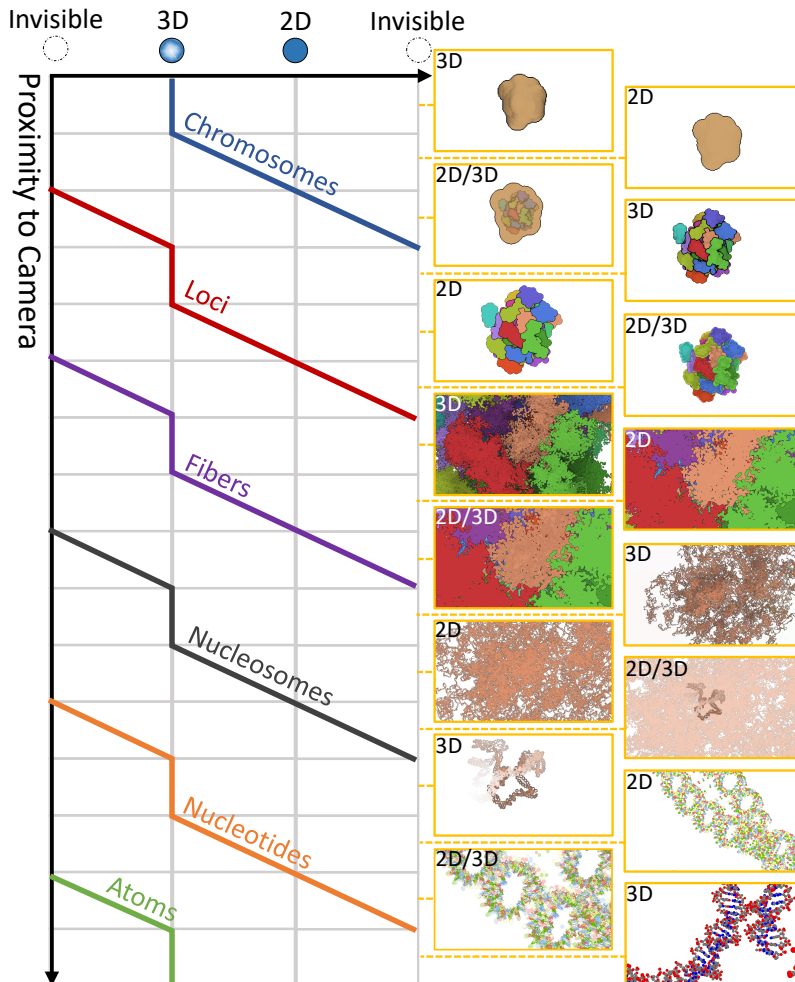 Invisible
3D
2D
Invisible
Proximity to Camera
Chromosomes
Loci
Fibers
Nucleosomes
Nucleotides
Atoms
3D
2D
2D/3D
3D
2D
2D/3D
3D
2D
2D/3D
3D
2D
2D/3D
3D
2D
2D/3D
3D